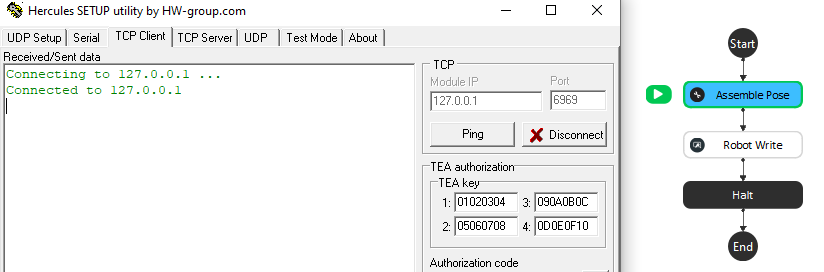 Hercules SETUP utility by HW-group.com
UDP Setup Serial TCP Client TCP Server UDP Test Mode About
Received/Sent data
Connecting to 127.0.0.1 ...
Connected to 127.0.0.1
TCP
Module IP Port
127.0.0.1 6969
Ping Disconnect
TEA authorization
TEA key
1: 01020304 3: 090A0B0C
2: 05060708 4: 0D0E0F10
Authorization code
Start
Assemble Pose
Robot Write
Halt
End